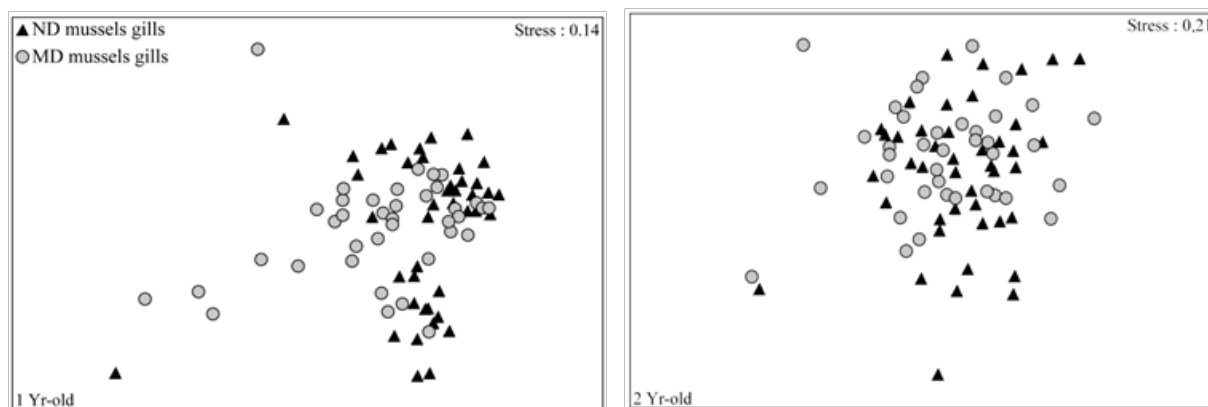 ND mussels gills
Stress : 0.14
MD mussels gills
1 Yr-old
Stress : 0,21
2 Yr-old